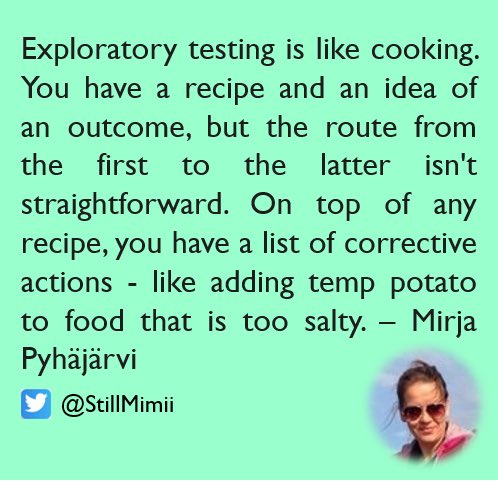 Exploratory testing is like cooking.
You have a recipe and an idea of
an outcome, but the route from
the first to the latter isn't
straightforward. On top of any
recipe, you have a list of corrective
actions - like adding temp potato
to food that is too salty. – Mirja
Pyhäjärvi
@StillMimii